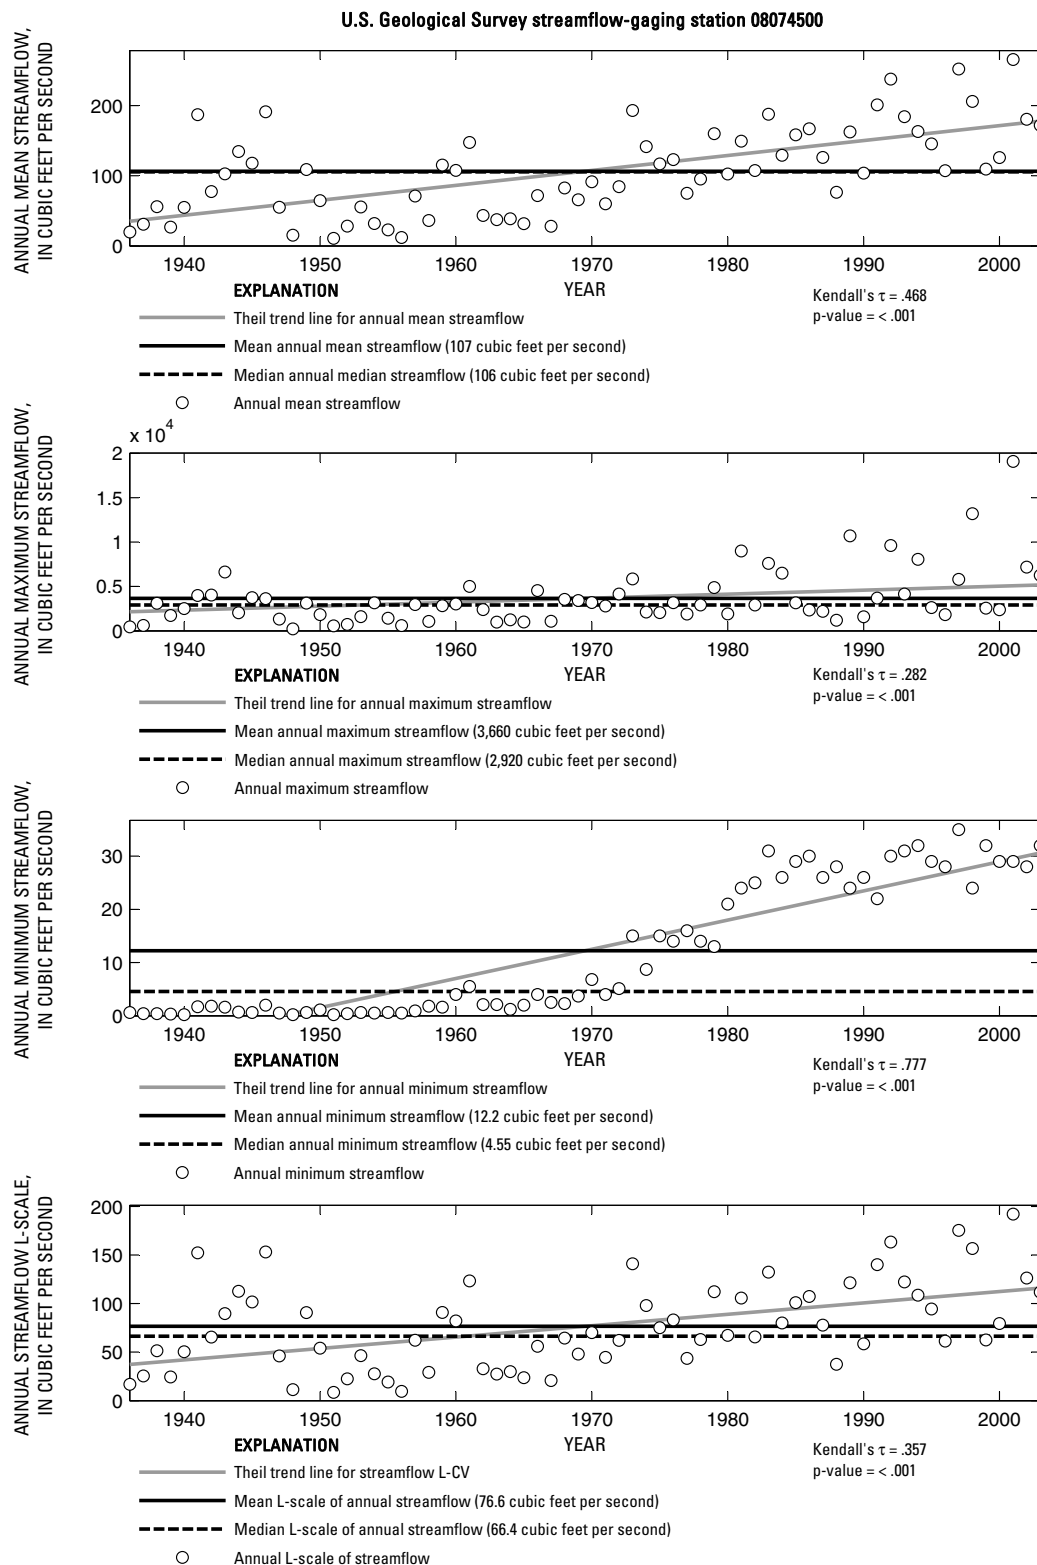 U.S. Geological Survey streamflow-gaging station 08074500
ANNUAL MEAN STREAMFLOW,
IN CUBIC FEET PER SECOND
200
100
0
1940 1950 1960 1970 1980 1990 2000
YEAR
EXPLANATION
Theil trend line for annual mean streamflow
Mean annual mean streamflow (107 cubic feet per second)
Median annual median streamflow (106 cubic feet per second)
Annual mean streamflow
Kendall's τ = .468
p-value = < .001
ANNUAL MAXIMUM STREAMFLOW,
IN CUBIC FEET PER SECOND
x 10^4
2
1.5
1
0.5
0
1940 1950 1960 1970 1980 1990 2000
YEAR
EXPLANATION
Theil trend line for annual maximum streamflow
Mean annual maximum streamflow (3,660 cubic feet per second)
Median annual maximum streamflow (2,920 cubic feet per second)
Annual maximum streamflow
Kendall's τ = .282
p-value = < .001
ANNUAL MINIMUM STREAMFLOW,
IN CUBIC FEET PER SECOND
30
20
10
0
1940 1950 1960 1970 1980 1990 2000
YEAR
EXPLANATION
Theil trend line for annual minimum streamflow
Mean annual minimum streamflow (12.2 cubic feet per second)
Median annual minimum streamflow (4.55 cubic feet per second)
Annual minimum streamflow
Kendall's τ = .777
p-value = < .001
ANNUAL STREAMFLOW L-SCALE,
IN CUBIC FEET PER SECOND
200
150
100
50
0
1940 1950 1960 1970 1980 1990 2000
YEAR
EXPLANATION
Theil trend line for streamflow L-CV
Mean L-scale of annual streamflow (76.6 cubic feet per second)
Median L-scale of annual streamflow (66.4 cubic feet per second)
Annual L-scale of streamflow
Kendall's τ = .357
p-value = < .001